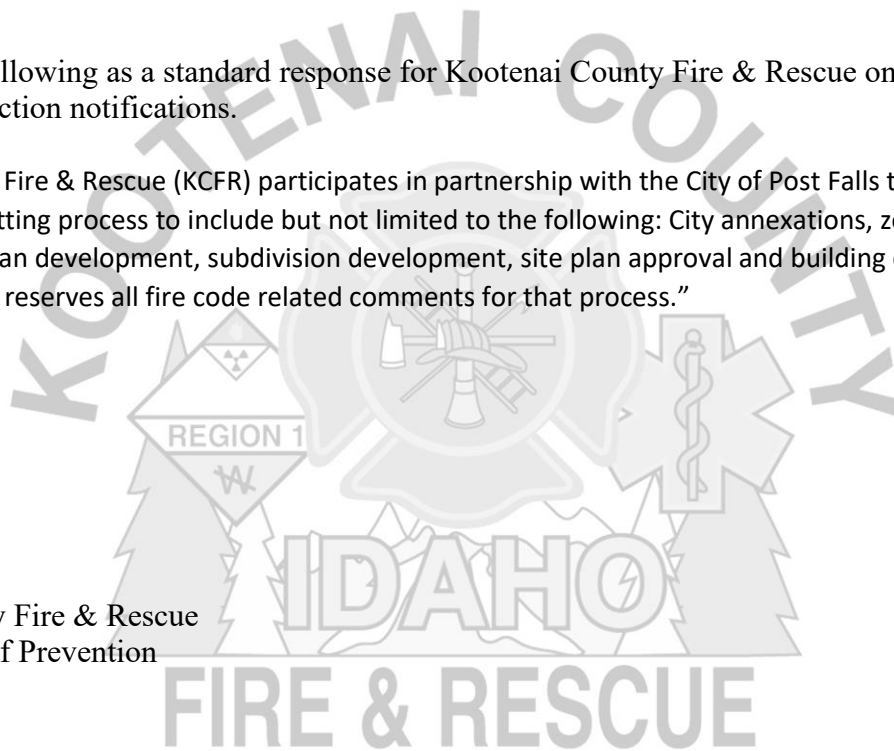 llowing as a standard response for Kootenai County Fire & Rescue on
ction notifications.
Fire & Rescue (KCFR) participates in partnership with the City of Post Falls t
tting process to include but not limited to the following: City annexations, z
an development, subdivision development, site plan approval and building
reserves all fire code related comments for that process.”
KOOTENAI COUNTY
REGION 1
W
IDAHO
y Fire & Rescue
f Prevention
FIRE & RESCUE